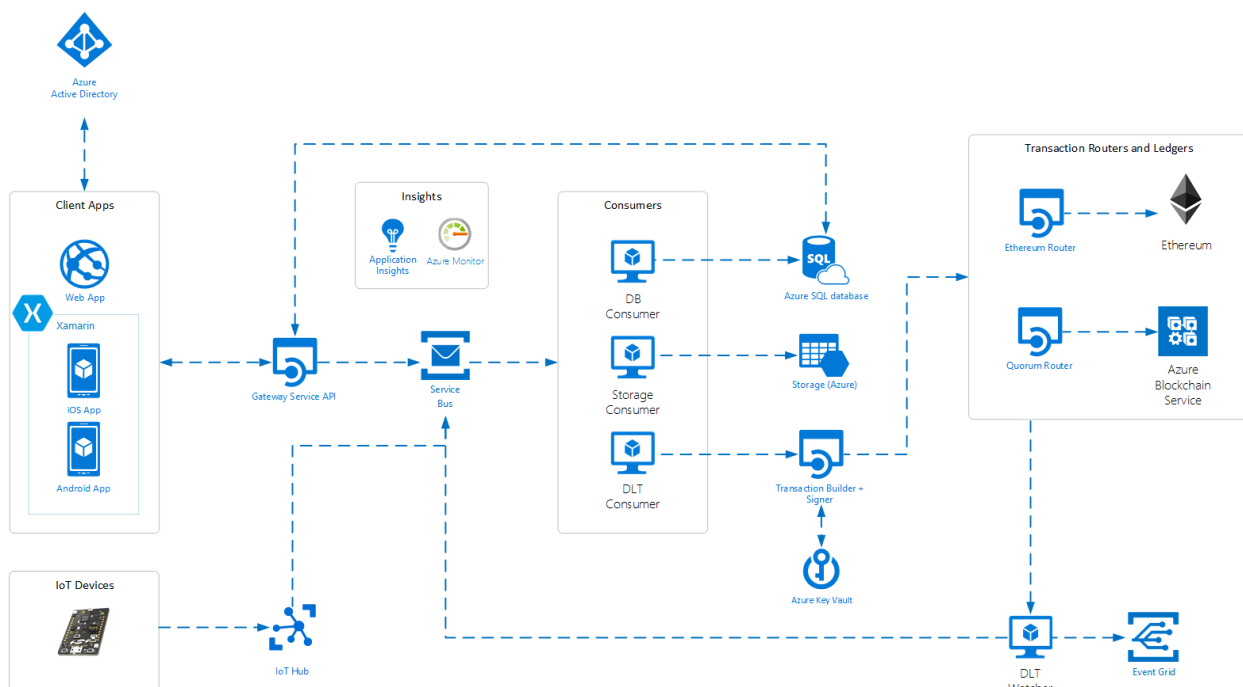 Azure
Active Directory
Client Apps
Web App
X
Xamarin
iOS App
Android App
IoT Devices
IoT Hub
Gateway Service API
Insights
Application
Insights
Azure Monitor
Service
Bus
Consumers
DB
Consumer
Storage
Consumer
DLT
Consumer
SQL
Azure SQL database
Storage (Azure)
Transaction Builder +
Signer
Azure Key Vault
Transaction Routers and Ledgers
Ethereum Router
Ethereum
Quorum Router
Azure
Blockchain
Service
DLT
Watcher
Event Grid